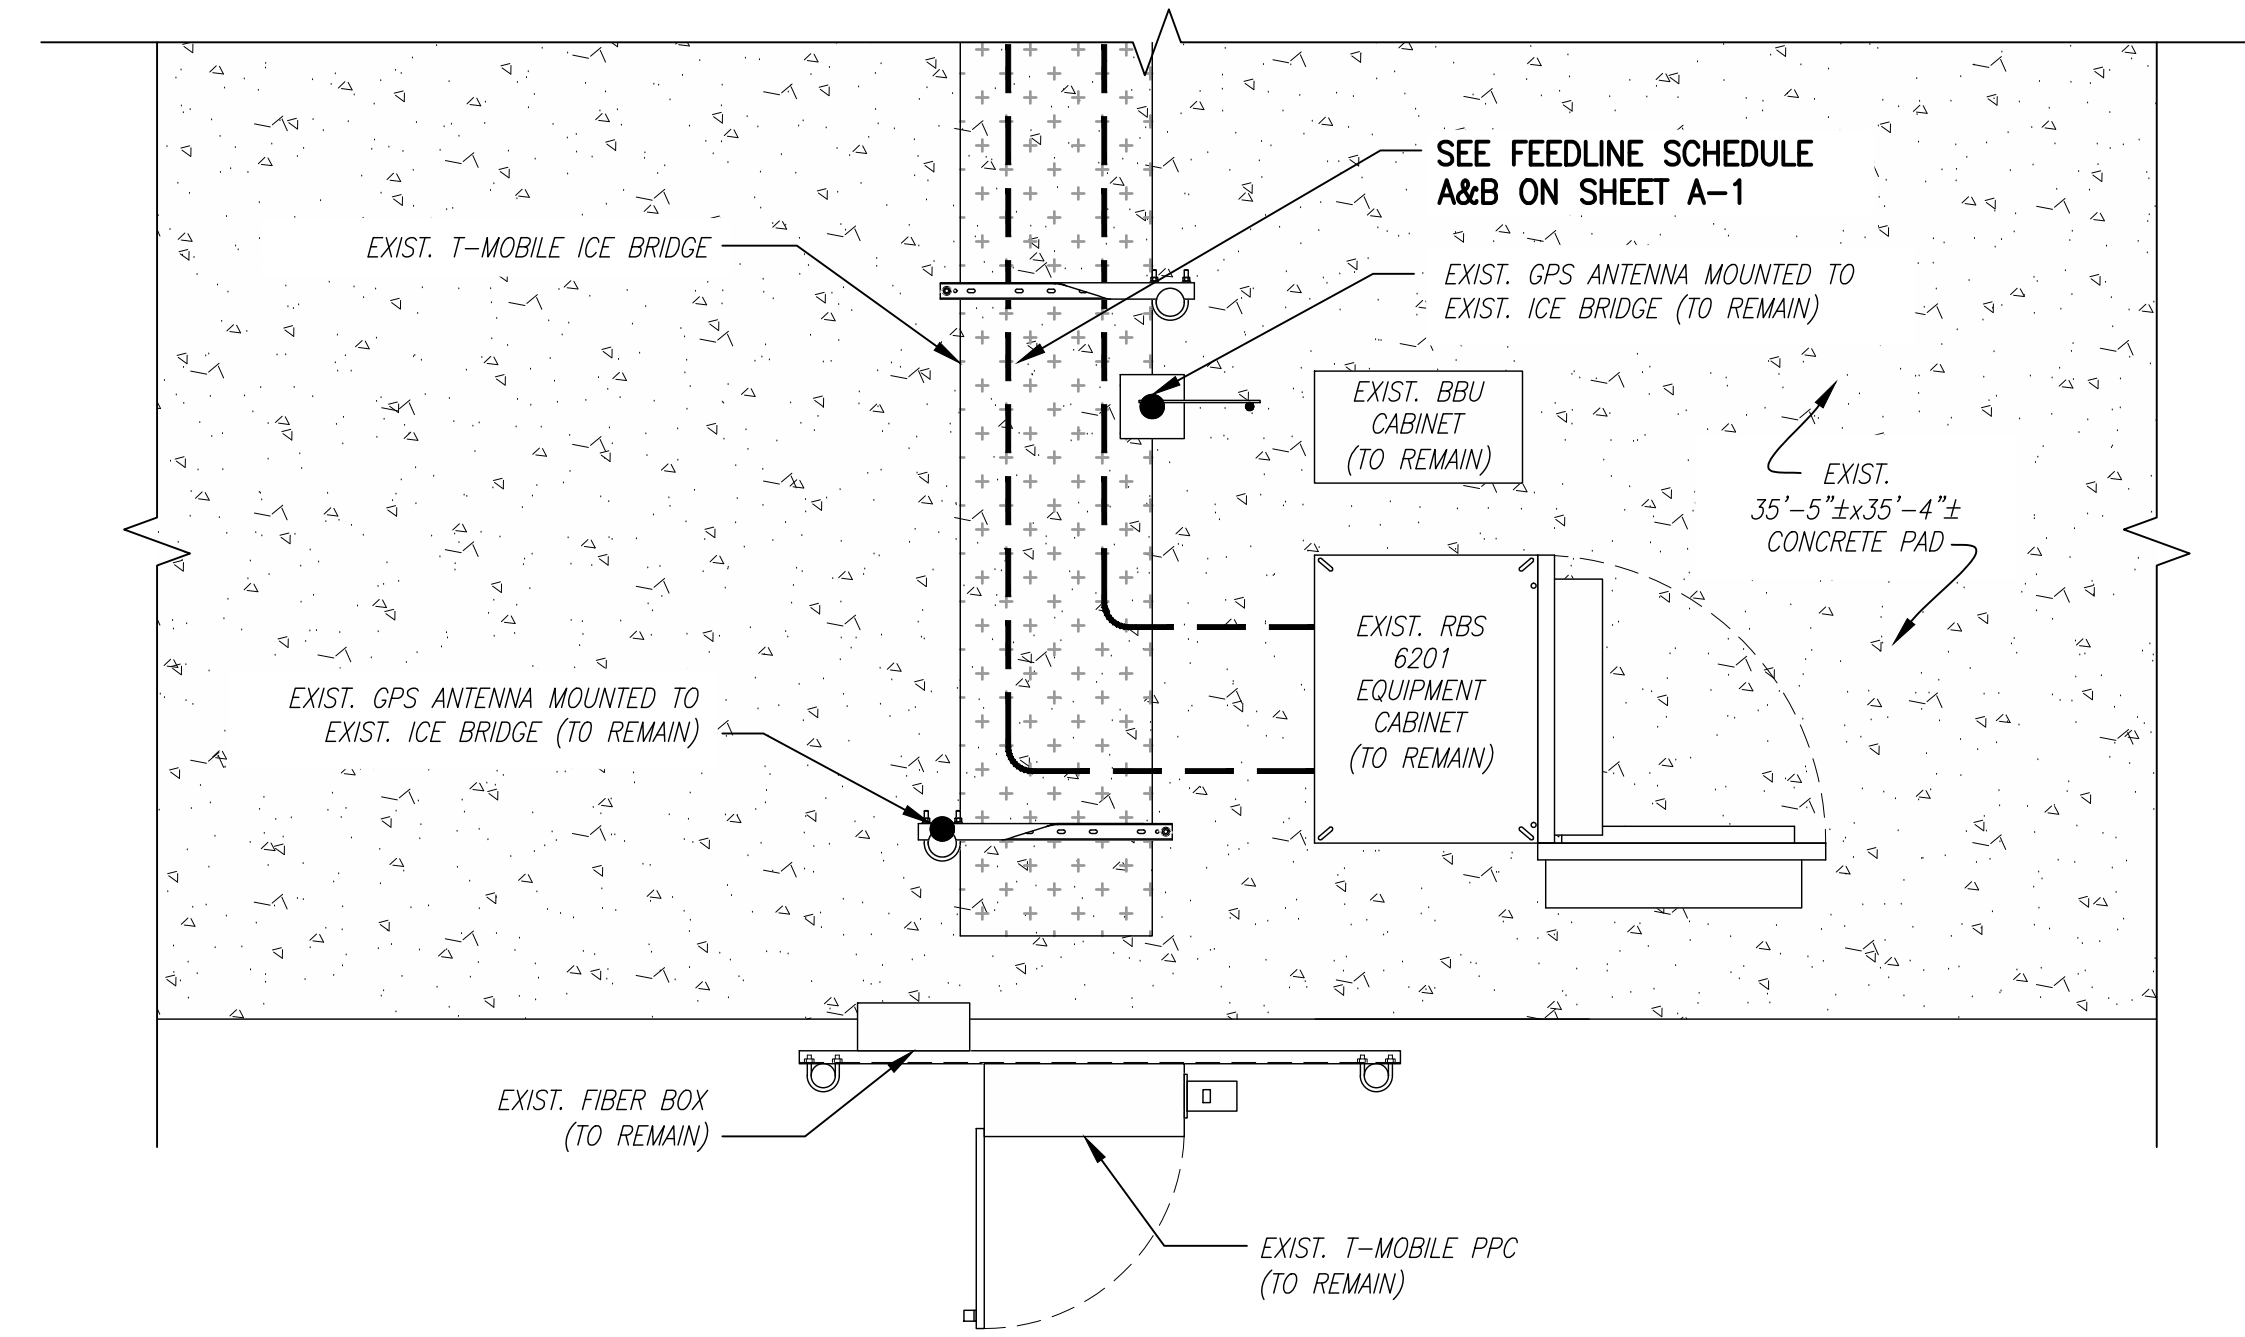 SEE FEEDLINE SCHEDULE
A&B ON SHEET A-1
EXIST. T-MOBILE ICE BRIDGE
EXIST. GPS ANTENNA MOUNTED TO
EXIST. ICE BRIDGE (TO REMAIN)
EXIST. BBU
CABINET
(TO REMAIN)
EXIST.
35'-5"±x35'-4"±
CONCRETE PAD
EXIST. RBS
6201
EQUIPMENT
CABINET
(TO REMAIN)
EXIST. GPS ANTENNA MOUNTED TO
EXIST. ICE BRIDGE (TO REMAIN)
EXIST. FIBER BOX
(TO REMAIN)
EXIST. T-MOBILE PPC
(TO REMAIN)